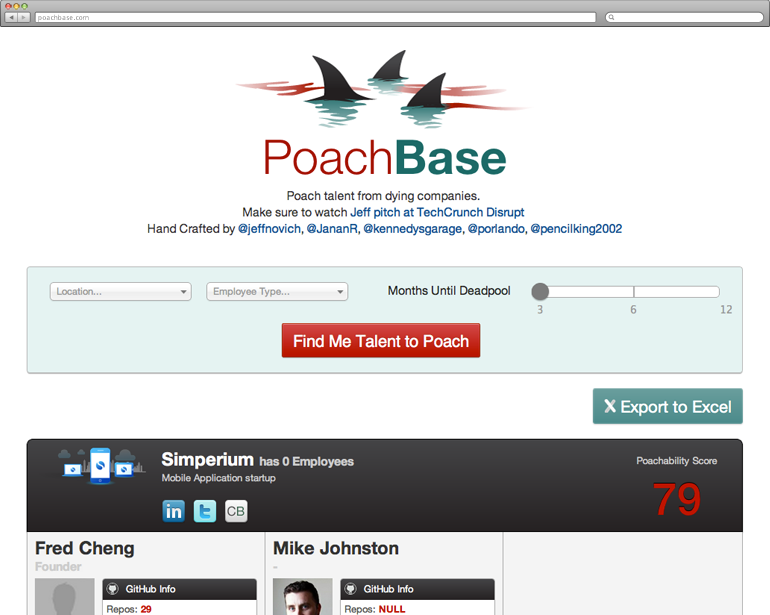 poachbase.com
PoachBase
Poach talent from dying companies.
Make sure to watch Jeff pitch at TechCrunch Disrupt
Hand Crafted by @jeffnovich, @JananR, @kennedysgarage, @porlando, @pencilking2002
Location... Employee Type... Months Until Deadpool
3 6 12
Find Me Talent to Poach
X Export to Excel
Simperium has 0 Employees
Mobile Application startup
Poachability Score
79
in t CB
Fred Cheng Mike Johnston
Founder -
GitHub Info GitHub Info
Repos: 29 Repos: NULL